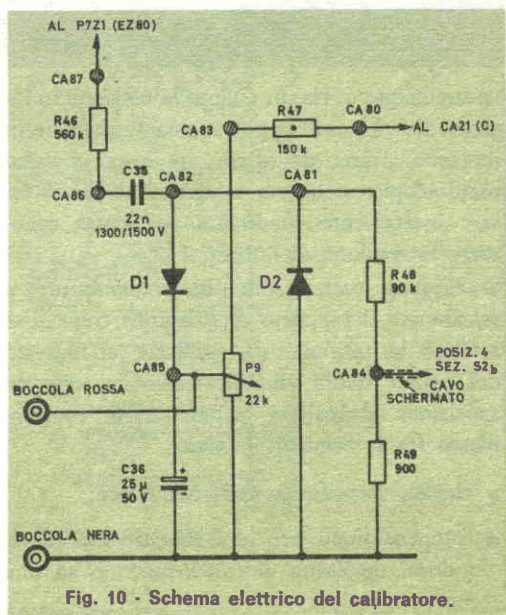 AL P7Z1 (EZ80)
CA87
R46
560 k
CA86
C35
22n
1300/1500 V
CA82
CA83
R47
150 k
CA80
AL CA21 (C)
CA81
D1
D2
R48
90 k
CA85
P9
22 k
CA84
POSIZ. 4
SEZ. S2b
CAVO
SCHERMATO
BOCCOLA ROSSA
C36
25 µ
50 V
+
-
R49
900
BOCCOLA NERA
Fig. 10 - Schema elettrico del calibratore.